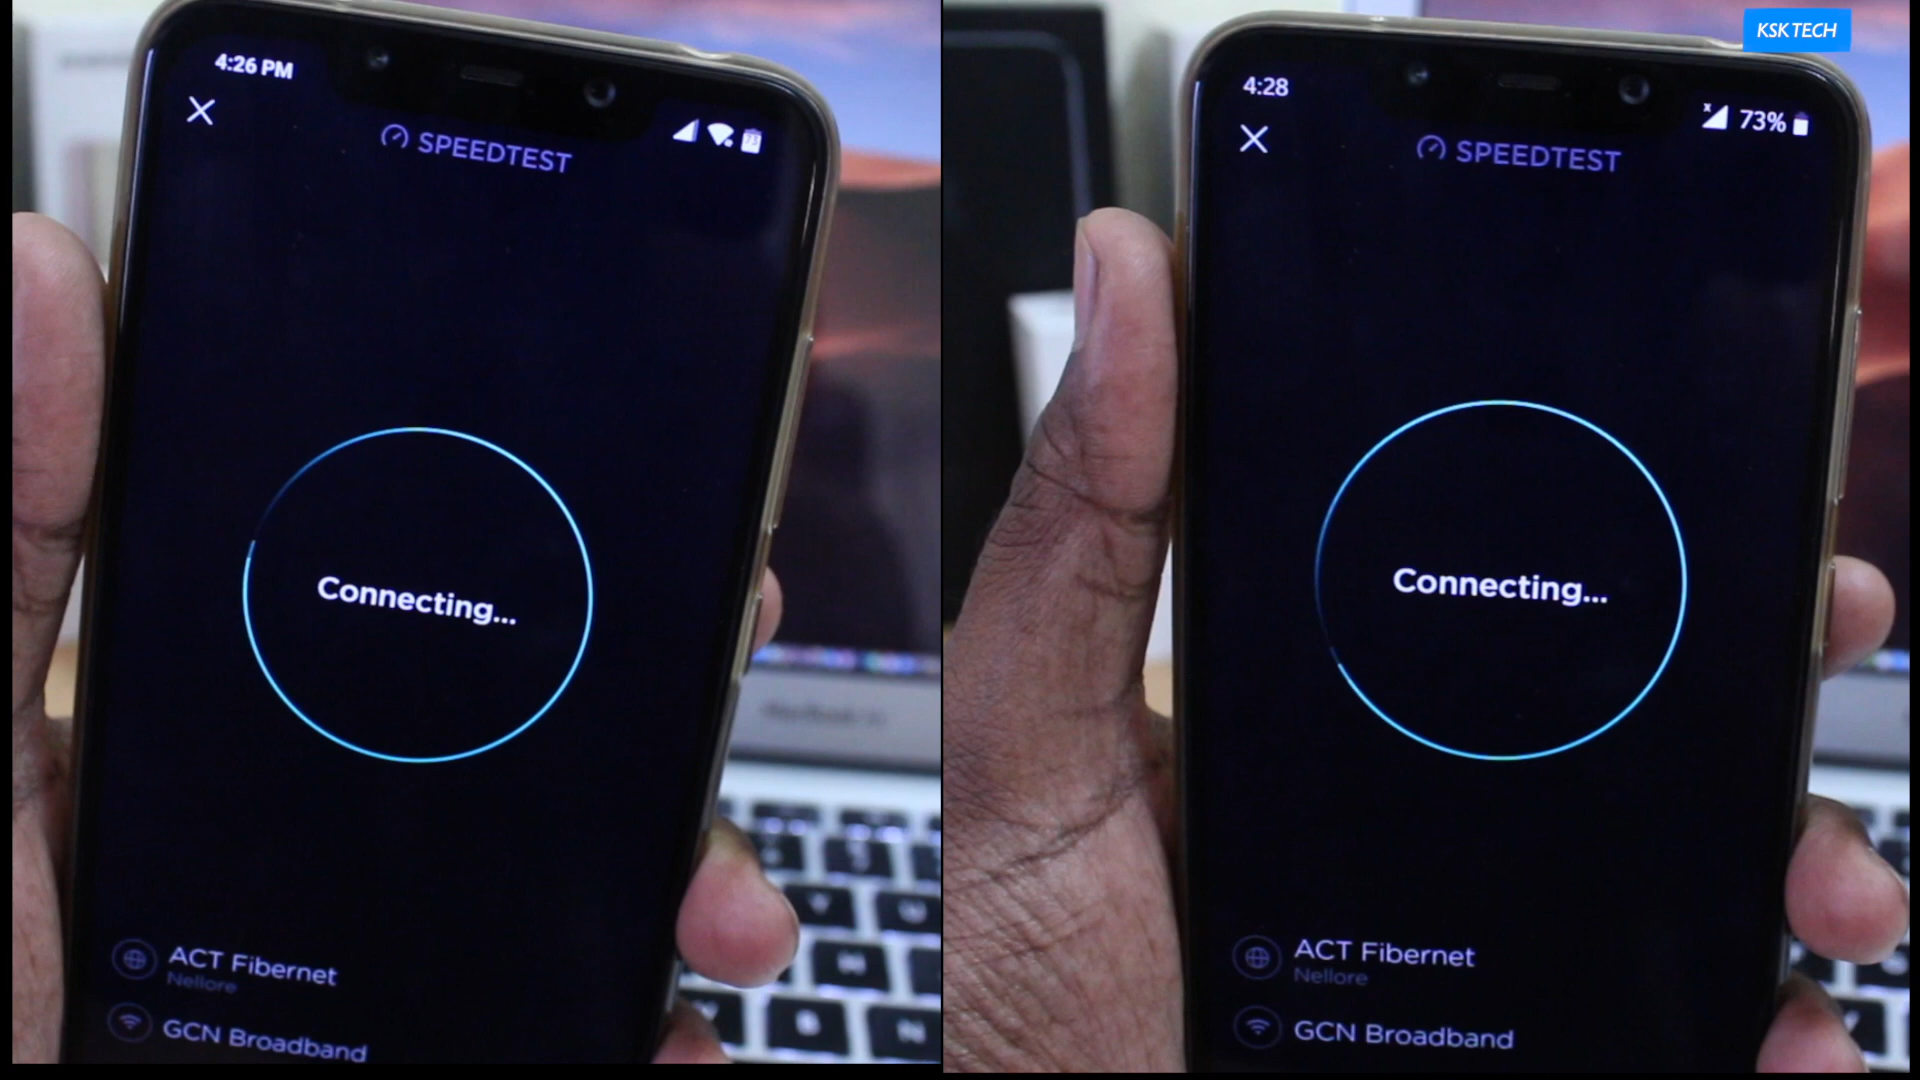 4:26 PM
SPEEDTEST
Connecting...
ACT Fibernet
Nellore
GCN Broadband
KSK TECH
4:28
73%
SPEEDTEST
Connecting...
ACT Fibernet
Nellore
GCN Broadband